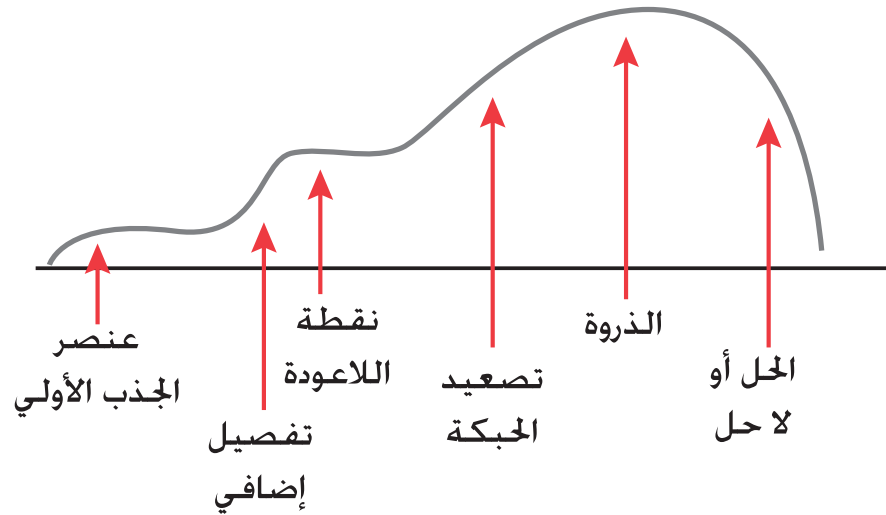 عنصر
الجذب الأولي
تفصيل
إضافي
نقطة
اللاعودة
تصعيد
الحبكة
الذروة
الحل أو
لا حل